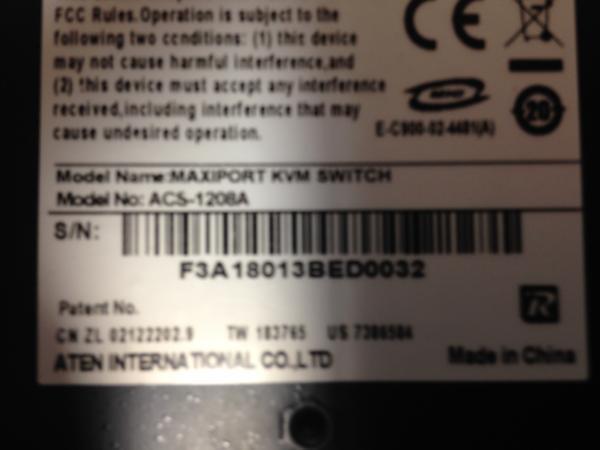 FCC Rules.Operation is subject to the
following two conditions: (1) this device
may not cause harmful interference,and
(2) this device must accept any interference
received,including interference that may
cause undesired operation.
CE
20
E-C900-02-4481(A)
Model Name:MAXIPORT KVM SWITCH
Model No: ACS-1208A
S/N:
F3A18013BED0032
Patent No.
CN ZL 02122202.9 TW 183765 US 7386584
ATEN INTERNATIONAL CO.,LTD
Made in China